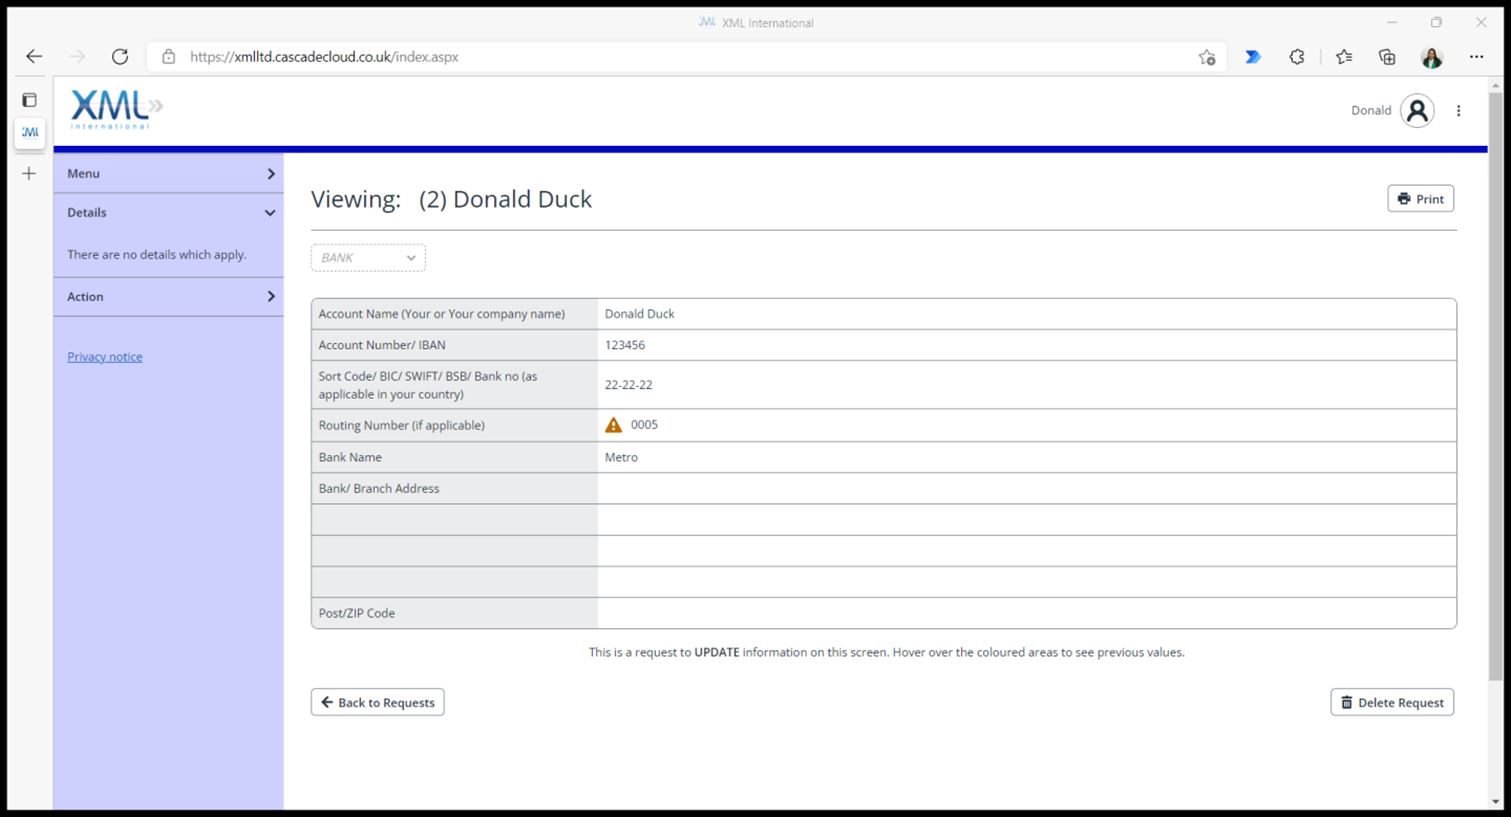 XML International
https://xmlltd.cascadecloud.co.uk/index.aspx
XML
international
Donald
Menu
Details
There are no details which apply.
Action
Privacy notice
Viewing: (2) Donald Duck
Print
BANK
Account Name (Your or Your company name) Donald Duck
Account Number/ IBAN 123456
Sort Code/ BIC/ SWIFT/ BSB/ Bank no (as
applicable in your country) 22-22-22
Routing Number (if applicable) 0005
Bank Name Metro
Bank/ Branch Address
Post/ZIP Code
This is a request to UPDATE information on this screen. Hover over the coloured areas to see previous values.
Back to Requests
Delete Request